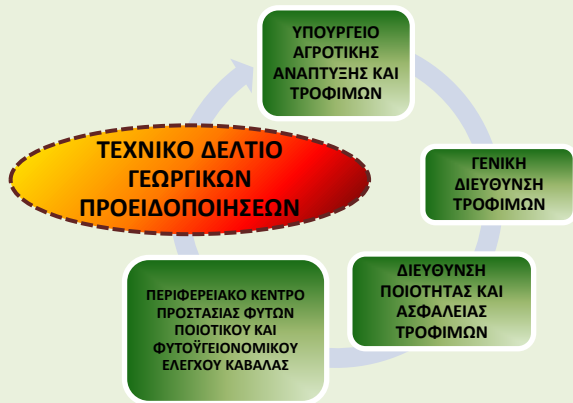 ΥΠΟΥΡΓΕΙΟ
ΑΓΡΟΤΙΚΗΣ
ΑΝΑΠΤΥΞΗΣ ΚΑΙ
ΤΡΟΦΙΜΩΝ
ΤΕΧΝΙΚΟ ΔΕΛΤΙΟ
ΓΕΩΡΓΙΚΩΝ
ΠΡΟΕΙΔΟΠΟΙΗΣΕΩΝ
ΓΕΝΙΚΗ
ΔΙΕΥΘΥΝΣΗ
ΤΡΟΦΙΜΩΝ
ΔΙΕΥΘΥΝΣΗ
ΠΟΙΟΤΗΤΑΣ ΚΑΙ
ΑΣΦΑΛΕΙΑΣ
ΤΡΟΦΙΜΩΝ
ΠΕΡΙΦΕΡΕΙΑΚΟ ΚΕΝΤΡΟ
ΠΡΟΣΤΑΣΙΑΣ ΦΥΤΩΝ
ΠΟΙΟΤΙΚΟΥ ΚΑΙ
ΦΥΤΟΫΓΕΙΟΝΟΜΙΚΟΥ
ΕΛΕΓΧΟΥ ΚΑΒΑΛΑΣ